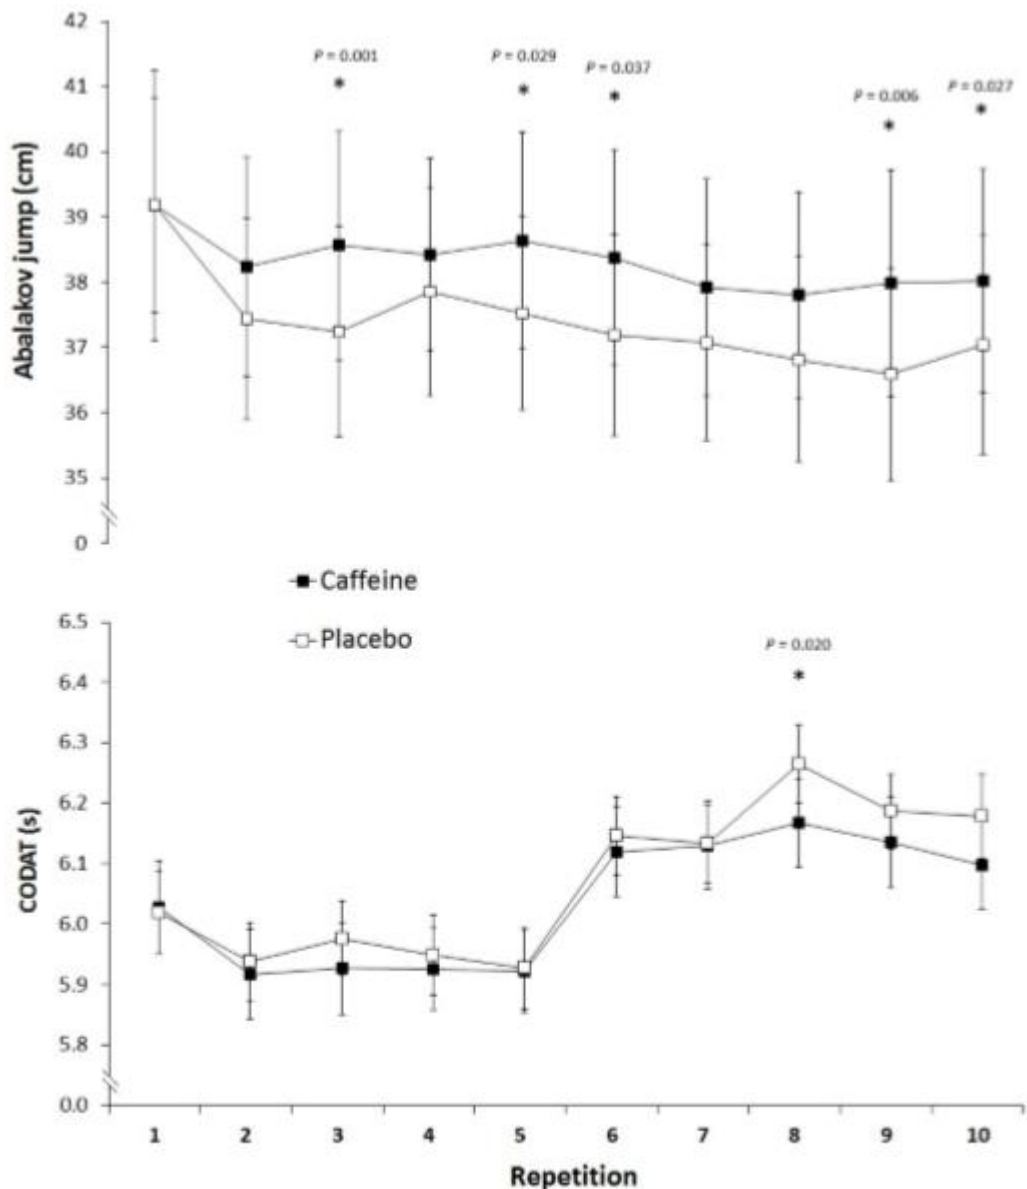 42
P = 0.001
P = 0.029
P = 0.037
P = 0.006
P = 0.027
* * * * *
41
40
39
38
37
36
35
0
Abalakov jump (cm)
Caffeine
Placebo
6.5
P = 0.020
*
6.4
6.3
6.2
6.1
6.0
5.9
5.8
0.0
CODAT (s)
1 2 3 4 5 6 7 8 9 10
Repetition